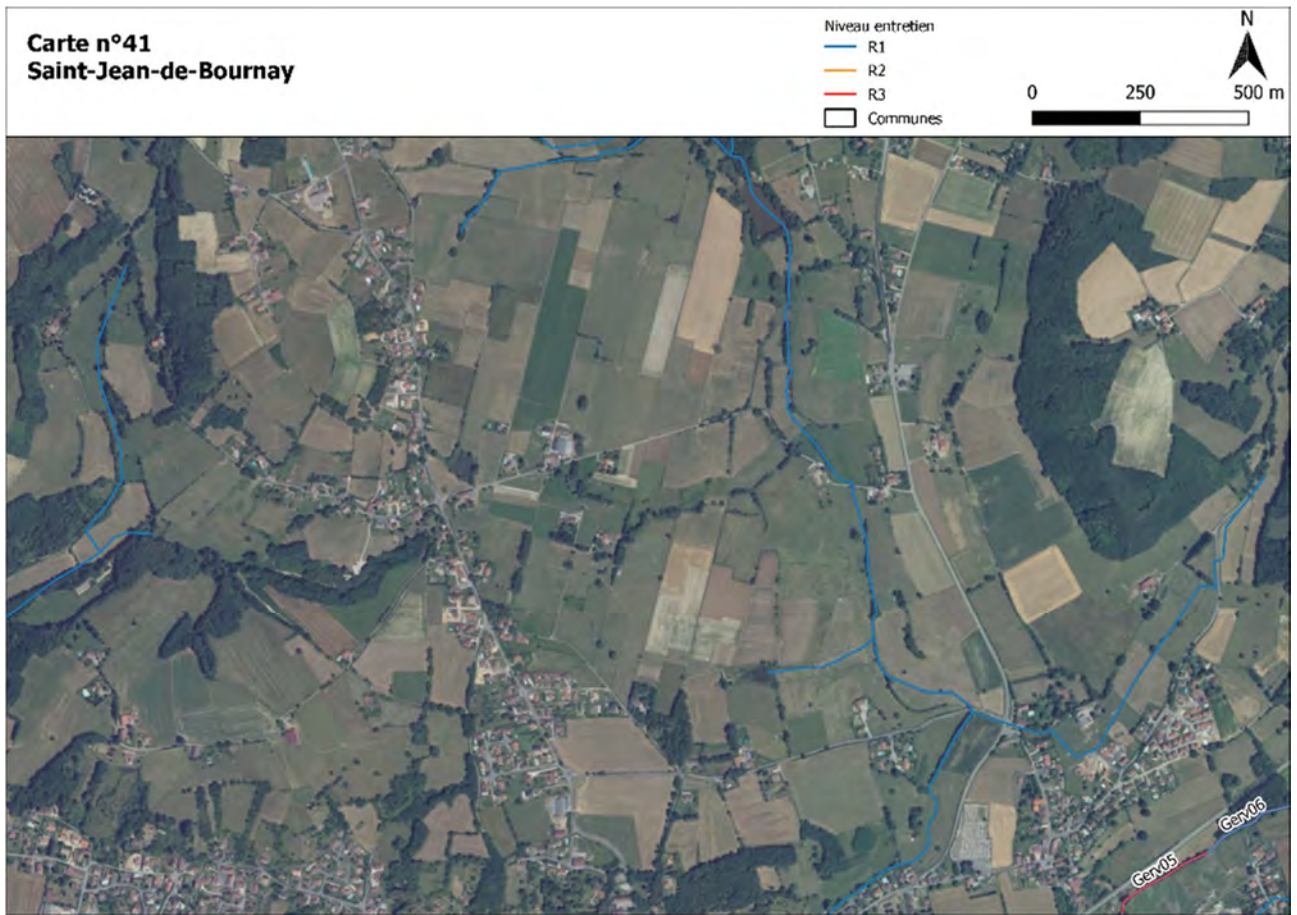 Carte n°41
Saint-Jean-de-Bournay
Niveau entretien
R1
R2
R3
Communes
N
0 250 500 m
Gerv06
Gerv05